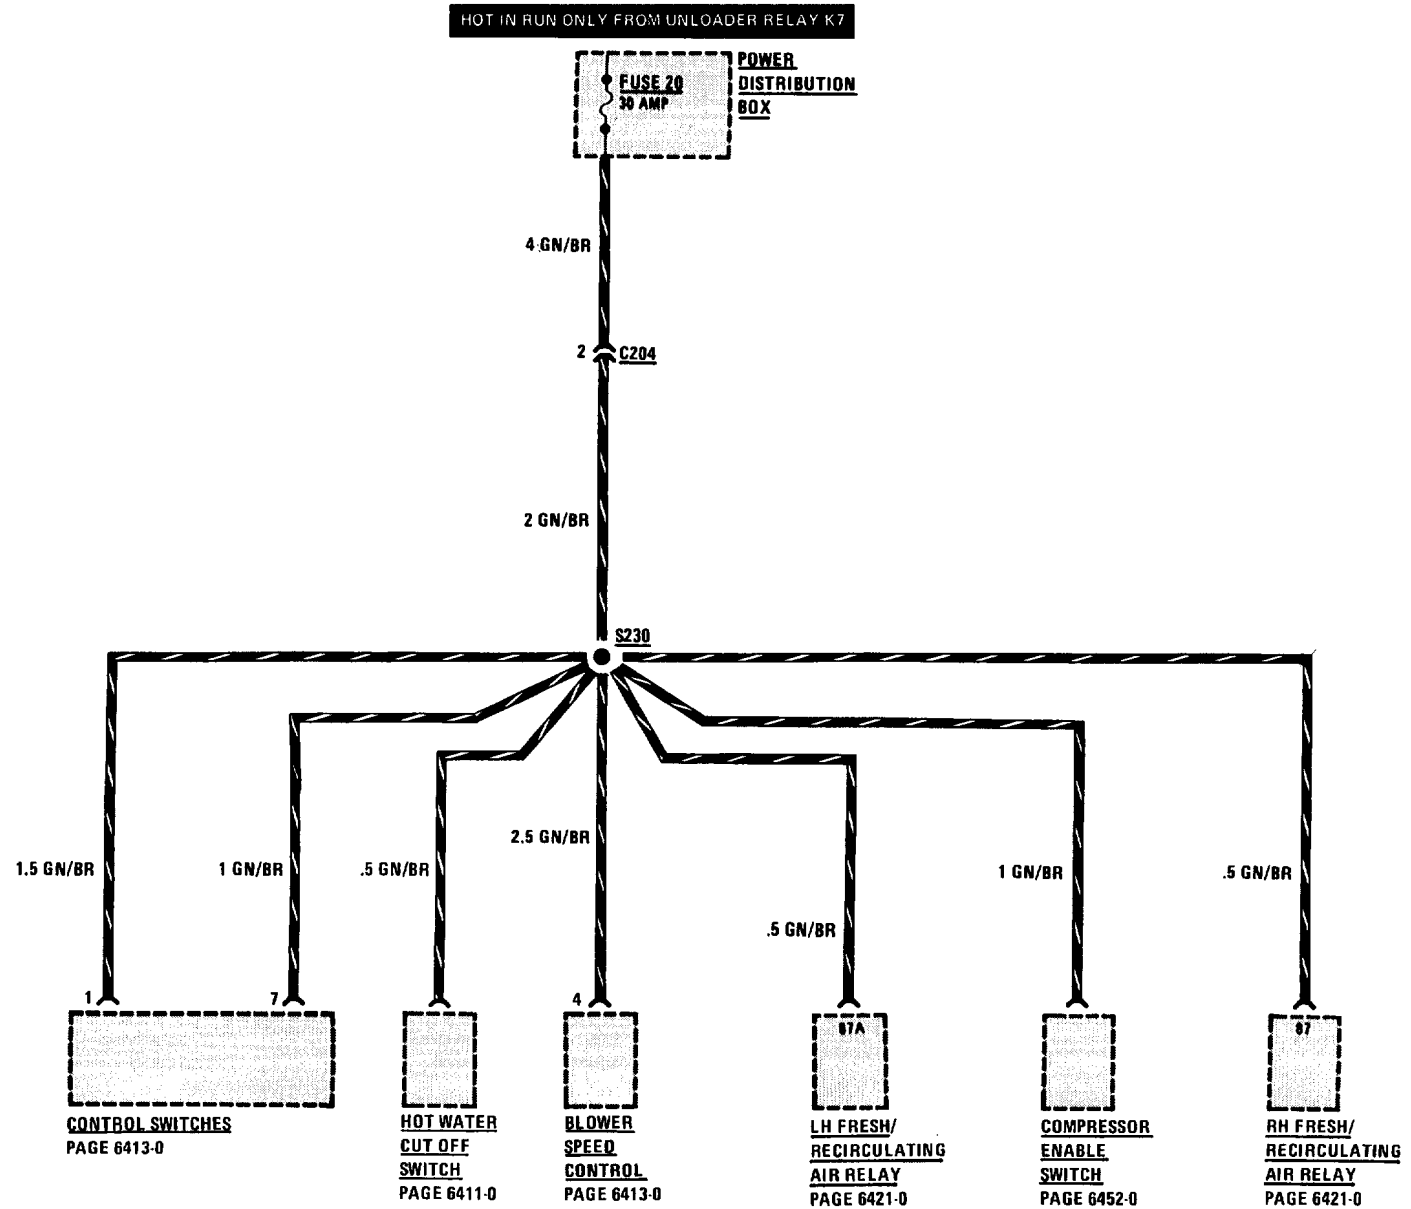 HOT IN RUN ONLY FROM UNLOADER RELAY K7
POWER
DISTRIBUTION
BOX
FUSE 20
30 AMP
4 GN/BR
2
C204
2 GN/BR
S230
2.5 GN/BR
1.5 GN/BR
1 GN/BR
.5 GN/BR
1 GN/BR
.5 GN/BR
.5 GN/BR
1
7
4
87A
87
CONTROL SWITCHES
PAGE 6413-0
HOT WATER
CUT OFF
SWITCH
PAGE 6411-0
BLOWER
SPEED
CONTROL
PAGE 6413-0
LH FRESH/
RECIRCULATING
AIR RELAY
PAGE 6421-0
COMPRESSOR
ENABLE
SWITCH
PAGE 6452-0
RH FRESH/
RECIRCULATING
AIR RELAY
PAGE 6421-0